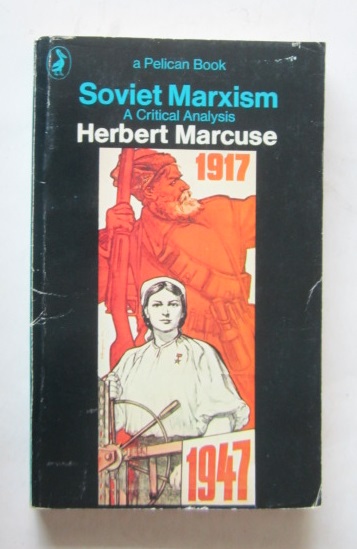 a Pelican Book
Soviet Marxism
A Critical Analysis
Herbert Marcuse
1917
1947